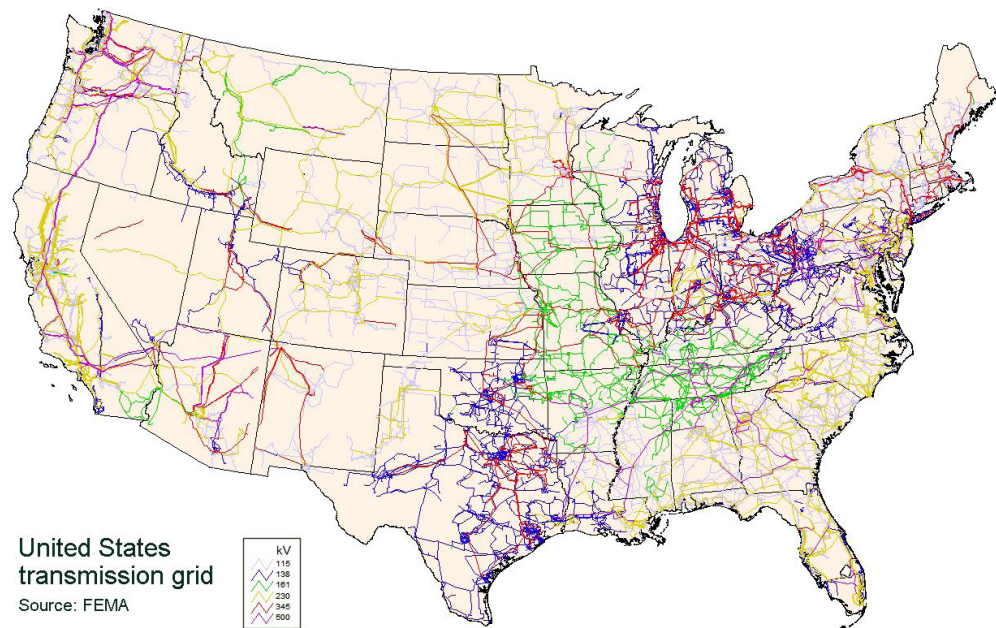 United States
transmission grid
Source: FEMA
kV
115
138
161
230
345
500